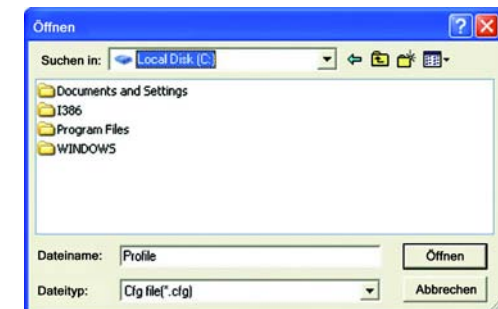 Öffnen
Suchen in: Local Disk (C:)
Documents and Settings
I386
Program Files
WINDOWS
Dateiname: Profile Öffnen
Dateityp: Cfg file(*.cfg) Abbrechen